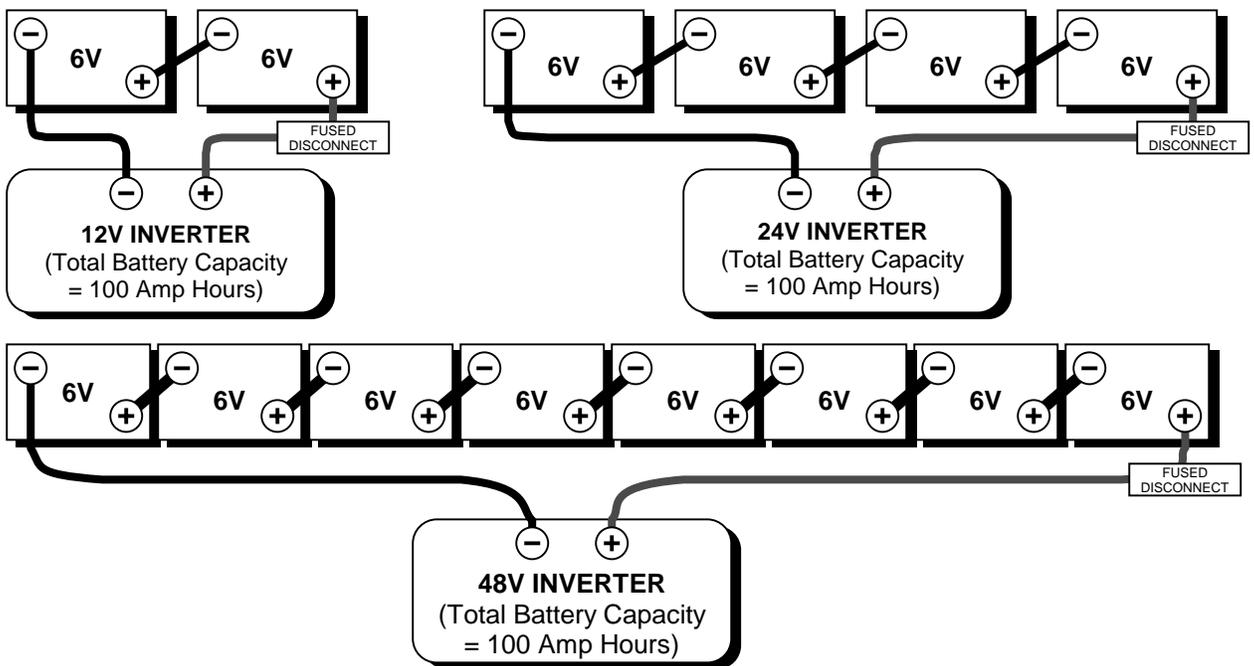 − 6V + − 6V +
FUSED
DISCONNECT
− +
12V INVERTER
(Total Battery Capacity
= 100 Amp Hours)
− 6V + − 6V + − 6V + − 6V +
FUSED
DISCONNECT
− +
24V INVERTER
(Total Battery Capacity
= 100 Amp Hours)
− 6V + − 6V + − 6V + − 6V + − 6V + − 6V + − 6V + − 6V +
FUSED
DISCONNECT
− +
48V INVERTER
(Total Battery Capacity
= 100 Amp Hours)